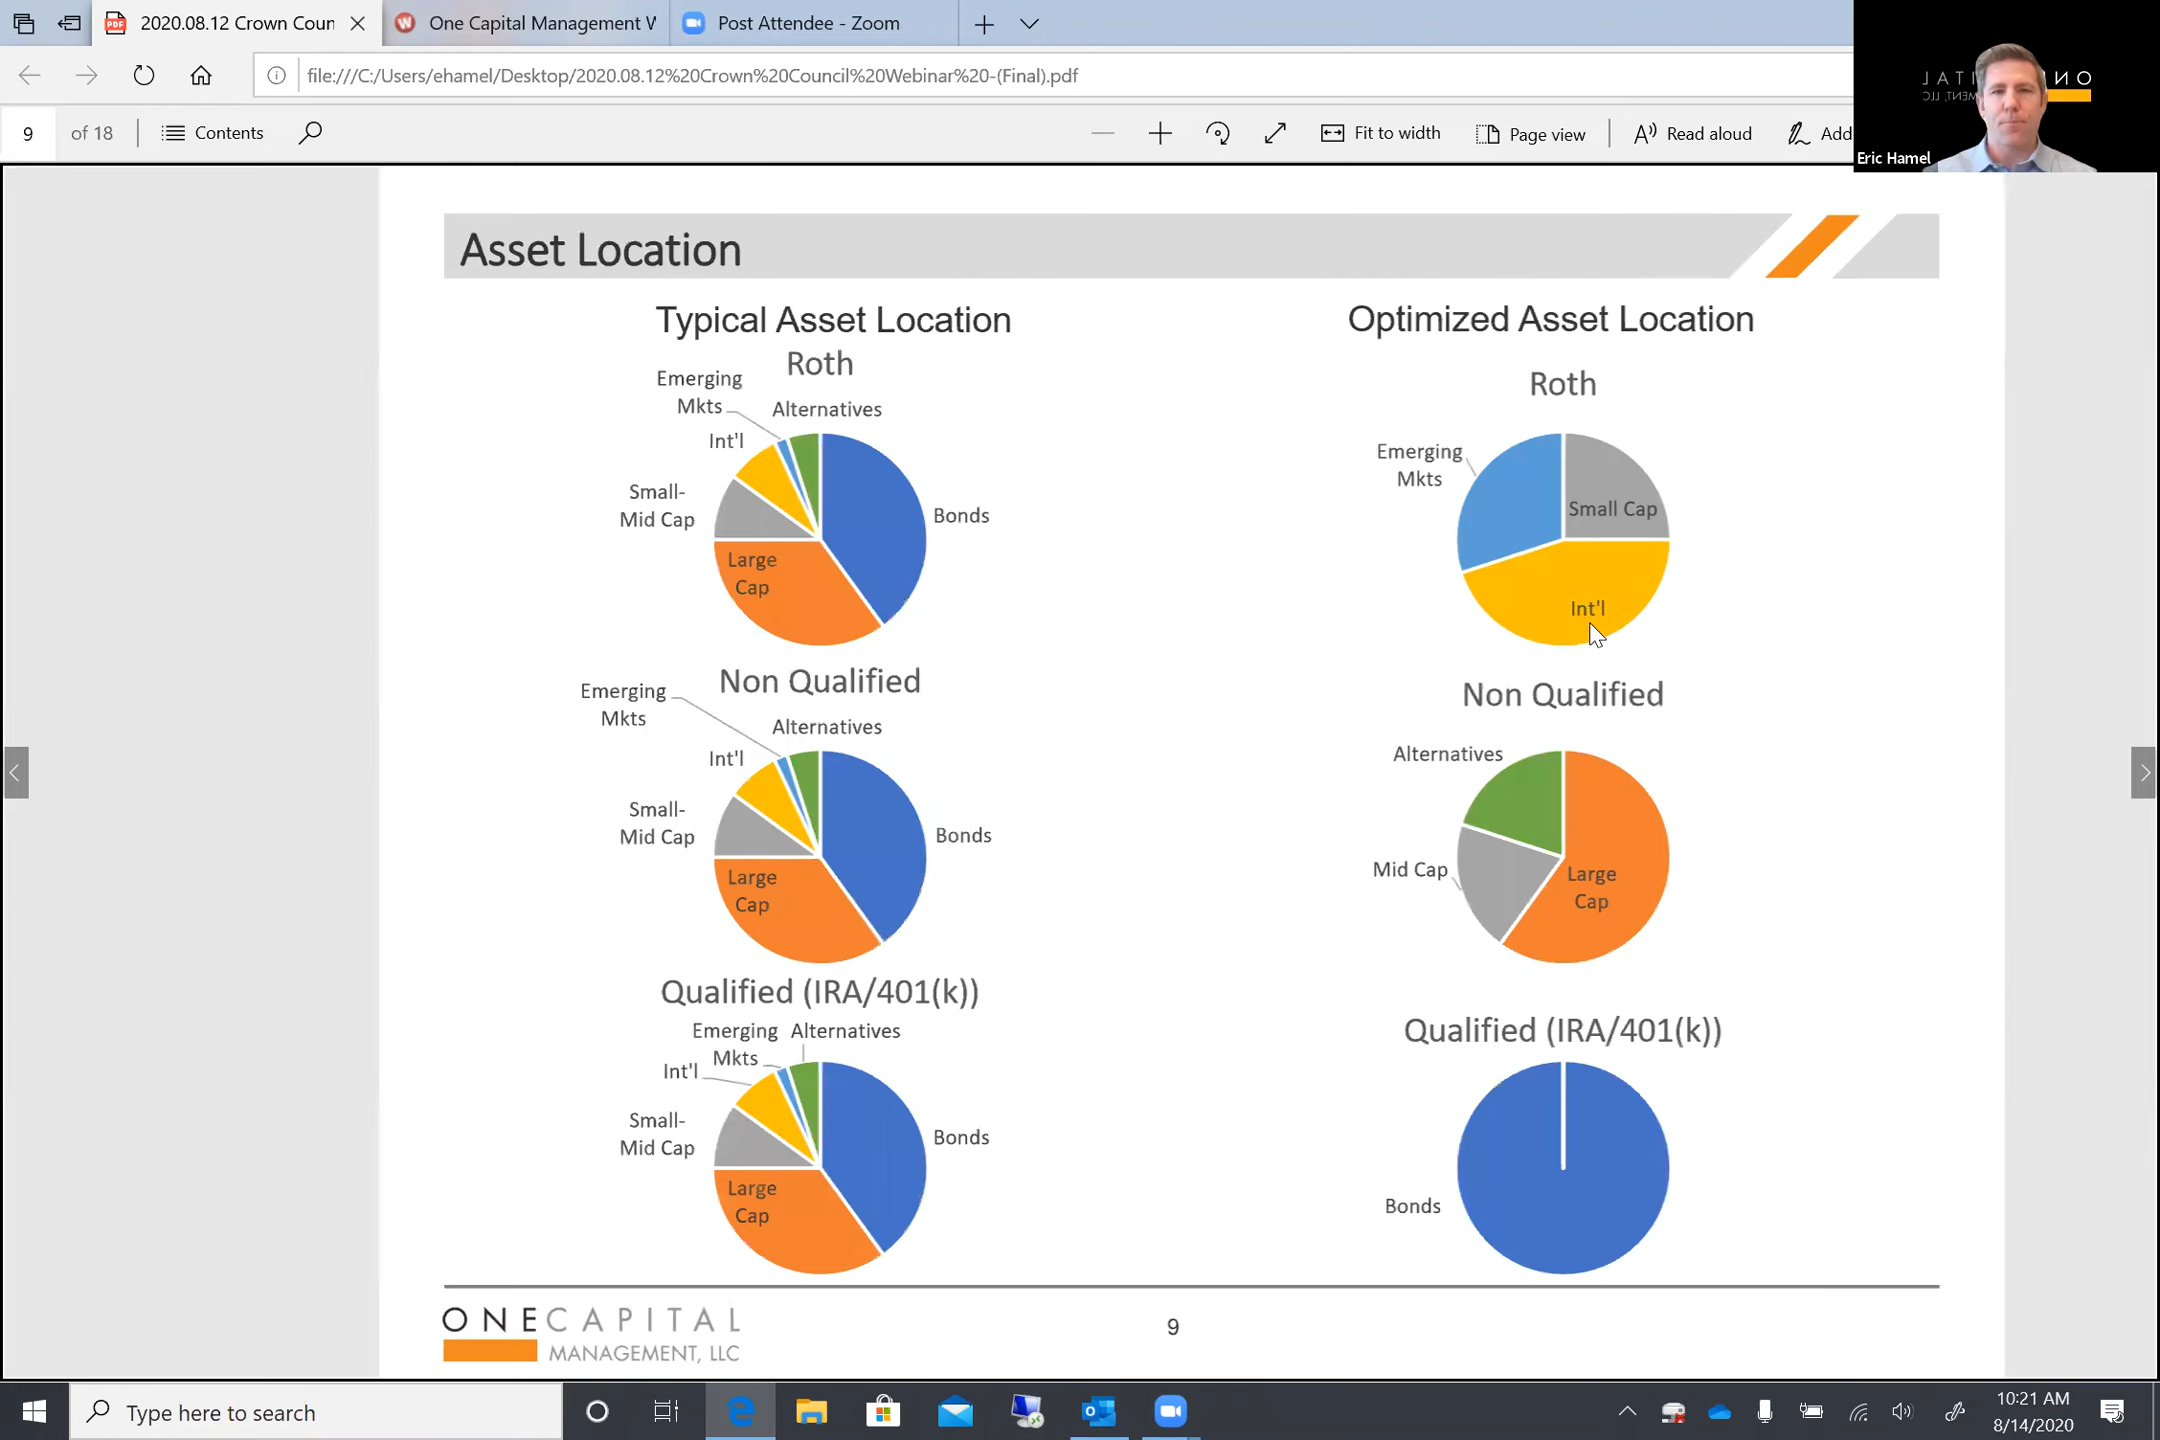 2020.08.12 Crown Coun
One Capital Management W
Post Attendee - Zoom
file:///C:/Users/ehamel/Desktop/2020.08.12%20Crown%20Council%20Webinar%20-(Final).pdf
9 of 18
Contents
Fit to width
Page view
Read aloud
Add
ONE CAPITAL
MANAGEMENT, LLC
Eric Hamel
Asset Location
Typical Asset Location
Roth
Emerging
Mkts
Alternatives
Int'l
Small-
Mid Cap
Bonds
Large
Cap
Non Qualified
Emerging
Mkts
Alternatives
Int'l
Small-
Mid Cap
Bonds
Large
Cap
Qualified (IRA/401(k))
Emerging
Mkts
Alternatives
Int'l
Small-
Mid Cap
Bonds
Large
Cap
Optimized Asset Location
Roth
Emerging
Mkts
Small Cap
Int'l
Non Qualified
Alternatives
Mid Cap
Large
Cap
Qualified (IRA/401(k))
Bonds
ONECAPITAL
MANAGEMENT, LLC
9
Type here to search
10:21 AM
8/14/2020